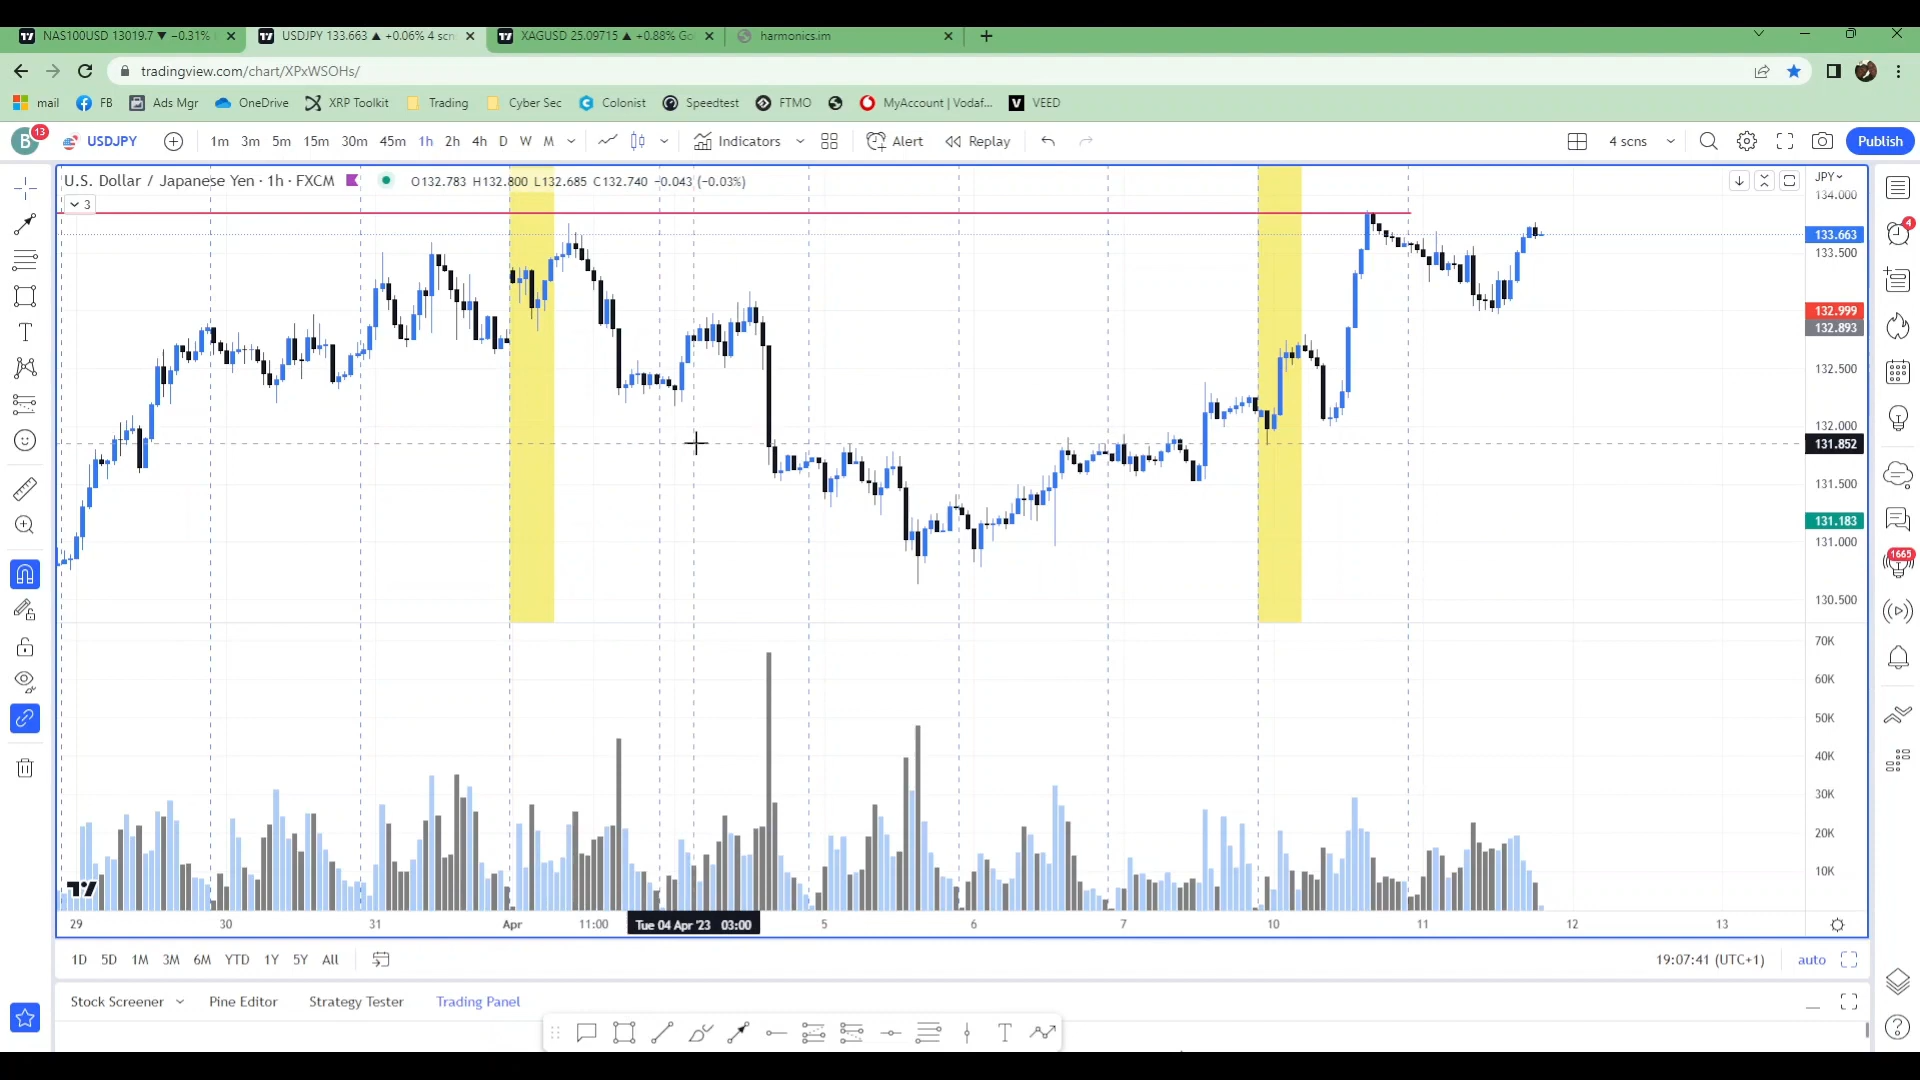 NAS100USD 13019.7 ▼ −0.31%
USDJPY 133.663 ▲ +0.06% 4 scn
XAGUSD 25.09715 ▲ +0.88% Go
harmonics.im
tradingview.com/chart/XPxWSOHs/
mail FB Ads Mgr OneDrive XRP Toolkit Trading Cyber Sec Colonist Speedtest FTMO MyAccount | Vodaf... VEED
B 13 USDJPY 1m 3m 5m 15m 30m 45m 1h 2h 4h D W M Indicators Alert Replay 4 scns Publish
U.S. Dollar / Japanese Yen · 1h · FXCM O132.783 H132.800 L132.685 C132.740 −0.043 (−0.03%)
JPY
3
134.000
133.663
133.500
132.999
132.893
132.500
132.000
131.852
131.500
131.183
131.000
130.500
70K
60K
50K
40K
30K
20K
10K
4
1665
29 30 31 Apr 11:00 Tue 04 Apr '23 03:00 5 6 7 10 11 12 13
1D 5D 1M 3M 6M YTD 1Y 5Y All 19:07:41 (UTC+1) auto
Stock Screener Pine Editor Strategy Tester Trading Panel